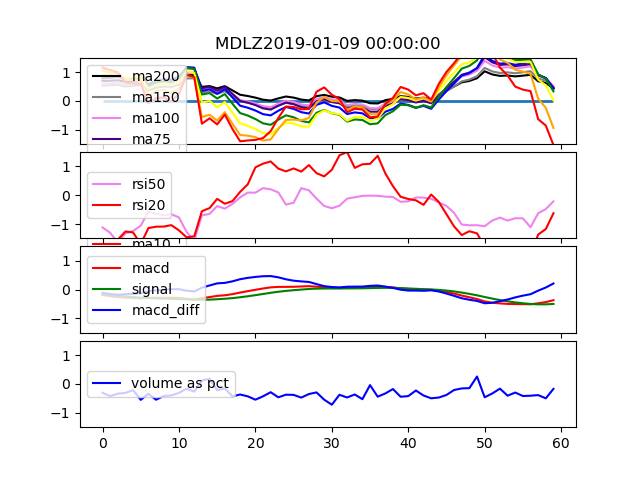 MDLZ2019-01-09 00:00:00
1
0
−1
ma200
ma150
ma100
ma75
1
0
−1
rsi50
rsi20
ma10
1
0
−1
macd
signal
macd_diff
1
0
−1
volume as pct
0 10 20 30 40 50 60